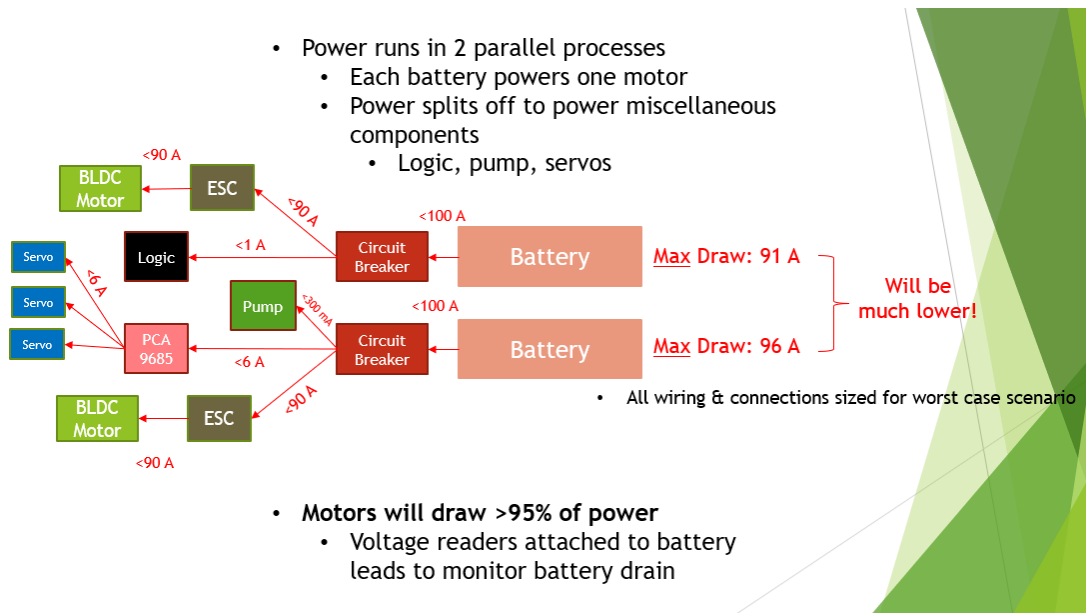 • Power runs in 2 parallel processes
• Each battery powers one motor
• Power splits off to power miscellaneous
components
• Logic, pump, servos
<90 A
BLDC
Motor
ESC
<90 A
<100 A
Servo
<6 A
Logic
<1 A
Circuit
Breaker
Battery
Max Draw: 91 A
Servo
Pump
<300 mA
<100 A
Will be
much lower!
Servo
PCA
9685
<6 A
Circuit
Breaker
Battery
Max Draw: 96 A
<90 A
• All wiring & connections sized for worst case scenario
BLDC
Motor
ESC
<90 A
• Motors will draw >95% of power
• Voltage readers attached to battery
leads to monitor battery drain